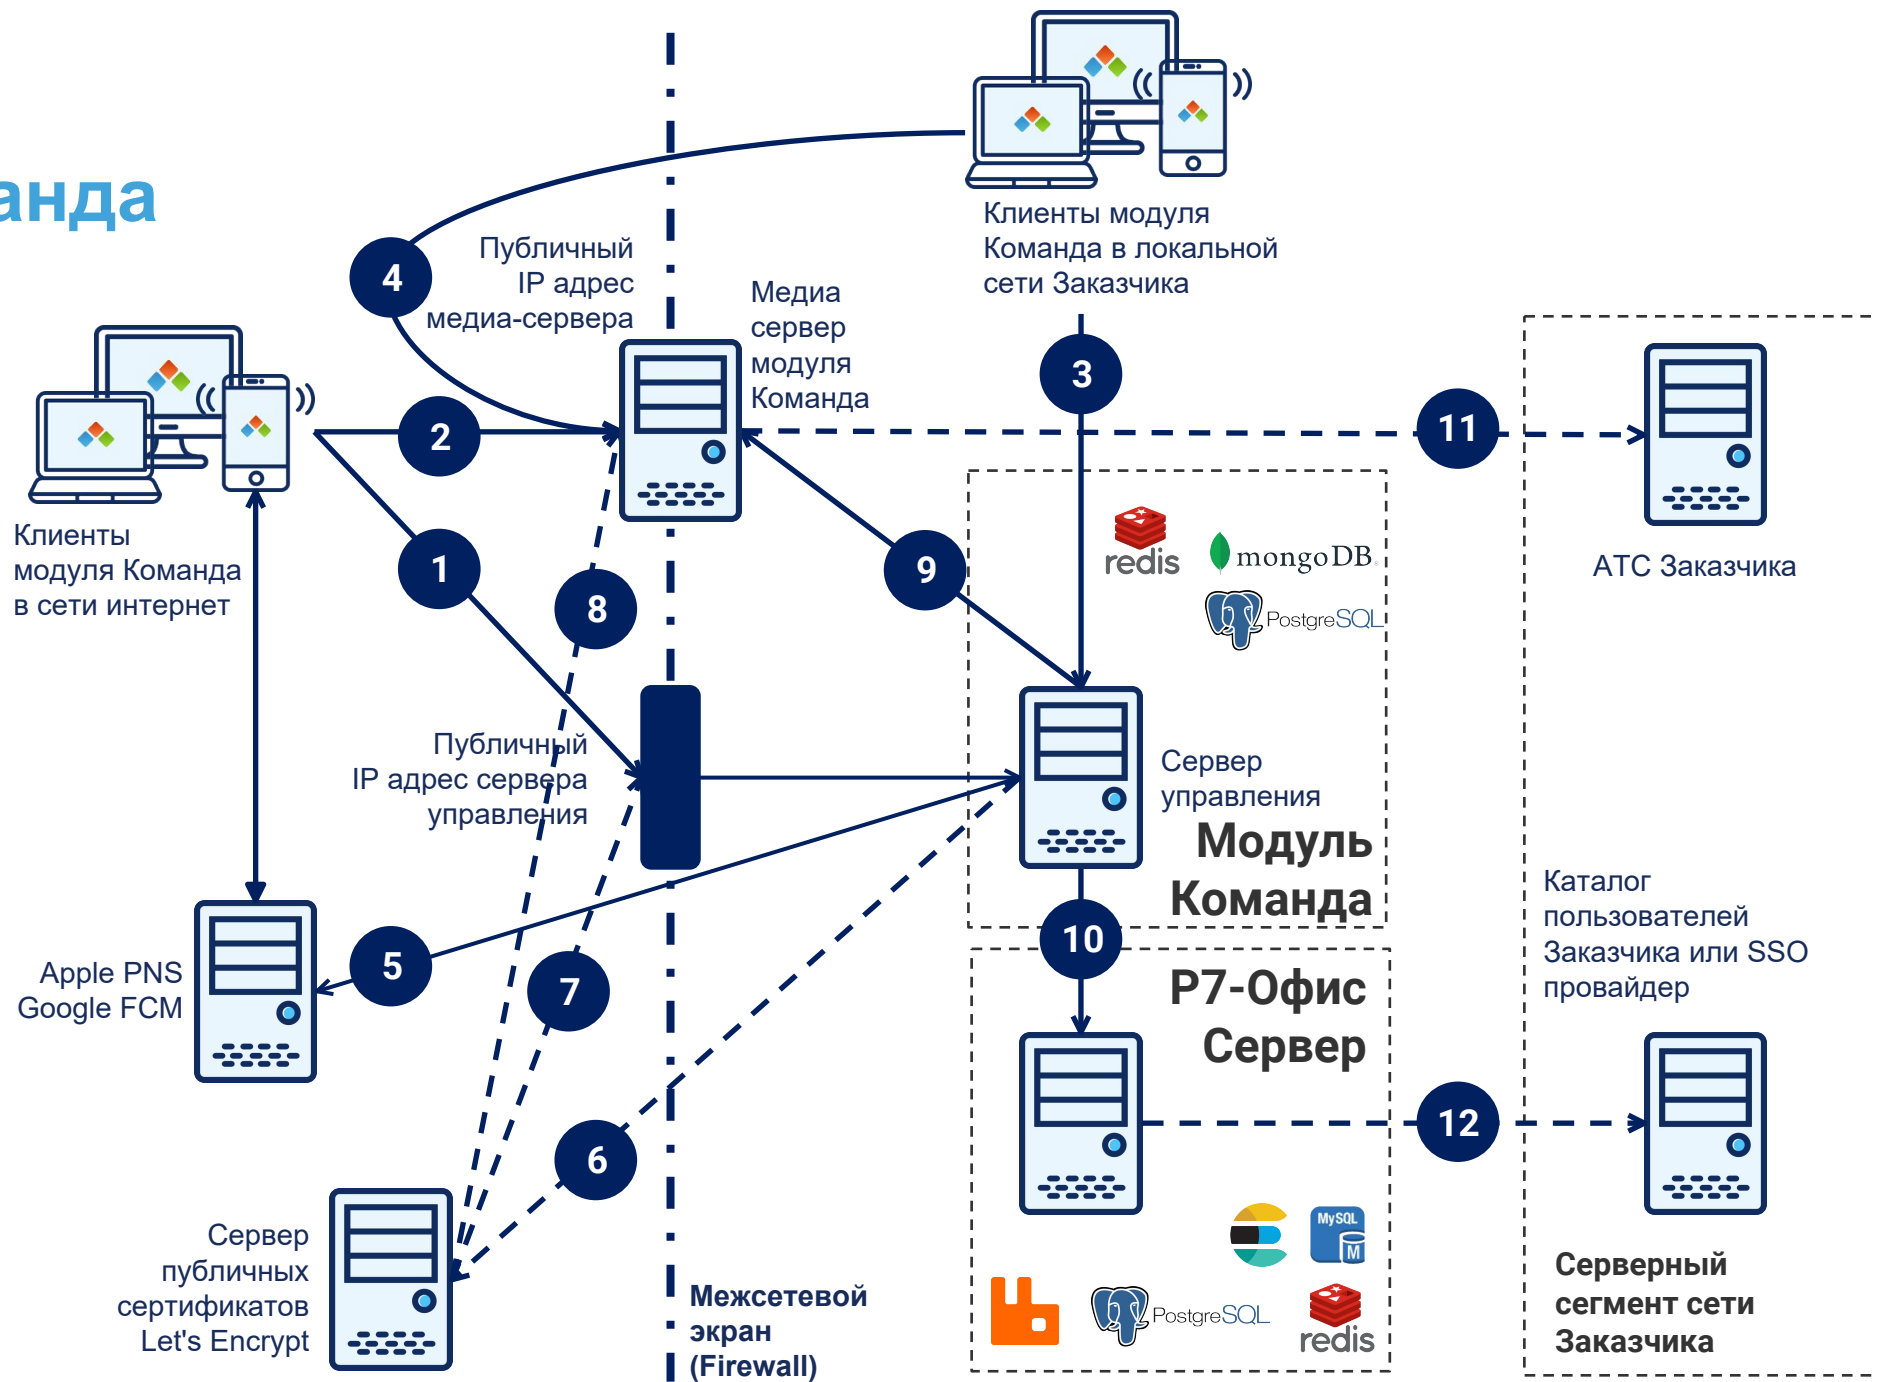 анда
Клиенты модуля
Команда в локальной
сети Заказчика
4
Публичный
IP адрес
медиа-сервера
Медиа
сервер
модуля
Команда
3
2
11
Клиенты
модуля Команда
в сети интернет
1
8
9
redis
mongoDB
PostgreSQL
АТС Заказчика
Публичный
IP адрес сервера
управления
Сервер
управления
Модуль
Команда
Каталог
пользователей
Заказчика или SSO
провайдер
Apple PNS
Google FCM
5
7
10
Р7-Офис
Сервер
6
12
Сервер
публичных
сертификатов
Let's Encrypt
Межсетевой
экран
(Firewall)
MySQL
M
PostgreSQL
redis
Серверный
сегмент сети
Заказчика